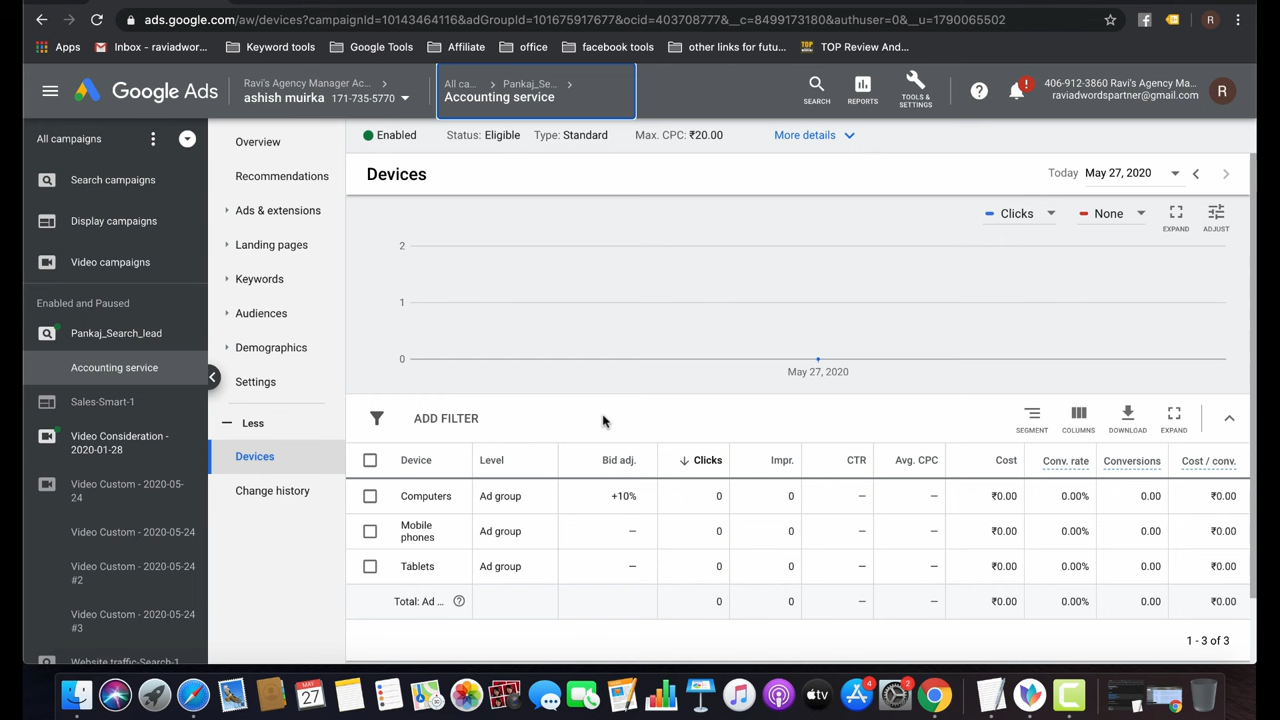 ads.google.com/aw/devices?campaignId=10143464116&adGroupId=101675917677&ocid=403708777&__c=8499173180&authuser=0&__u=1790065502
R
Apps
Inbox - raviadwor...
Keyword tools
Google Tools
Affiliate
office
facebook tools
other links for futu...
TOP Review And...
Google Ads
Ravi's Agency Manager Ac...
ashish muirka 171-735-5770
All ca... Pankaj_Se...
Accounting service
SEARCH
REPORTS
TOOLS &
SETTINGS
406-912-3860 Ravi's Agency Ma...
raviadwordspartner@gmail.com
R
All campaigns
Search campaigns
Display campaigns
Video campaigns
Enabled and Paused
Pankaj_Search_lead
Accounting service
Sales-Smart-1
Video Consideration -
2020-01-28
Video Custom - 2020-05-
24
Video Custom - 2020-05-24
Video Custom - 2020-05-24
#2
Video Custom - 2020-05-24
#3
Website traffic-Search-1
Overview
Recommendations
Ads & extensions
Landing pages
Keywords
Audiences
Demographics
Settings
Less
Devices
Change history
Enabled Status: Eligible Type: Standard Max. CPC: ₹20.00 More details
Devices
Today May 27, 2020
Clicks None
EXPAND ADJUST
2
1
0
May 27, 2020
ADD FILTER
SEGMENT COLUMNS DOWNLOAD EXPAND
Device Level Bid adj. Clicks Impr. CTR Avg. CPC Cost Conv. rate Conversions Cost / conv.
Computers Ad group +10% 0 0 — — ₹0.00 0.00% 0.00 ₹0.00
Mobile
phones Ad group — 0 0 — — ₹0.00 0.00% 0.00 ₹0.00
Tablets Ad group — 0 0 — — ₹0.00 0.00% 0.00 ₹0.00
Total: Ad ... 0 0 — — ₹0.00 0.00% 0.00 ₹0.00
1 - 3 of 3
MAY
27
tv
4
2